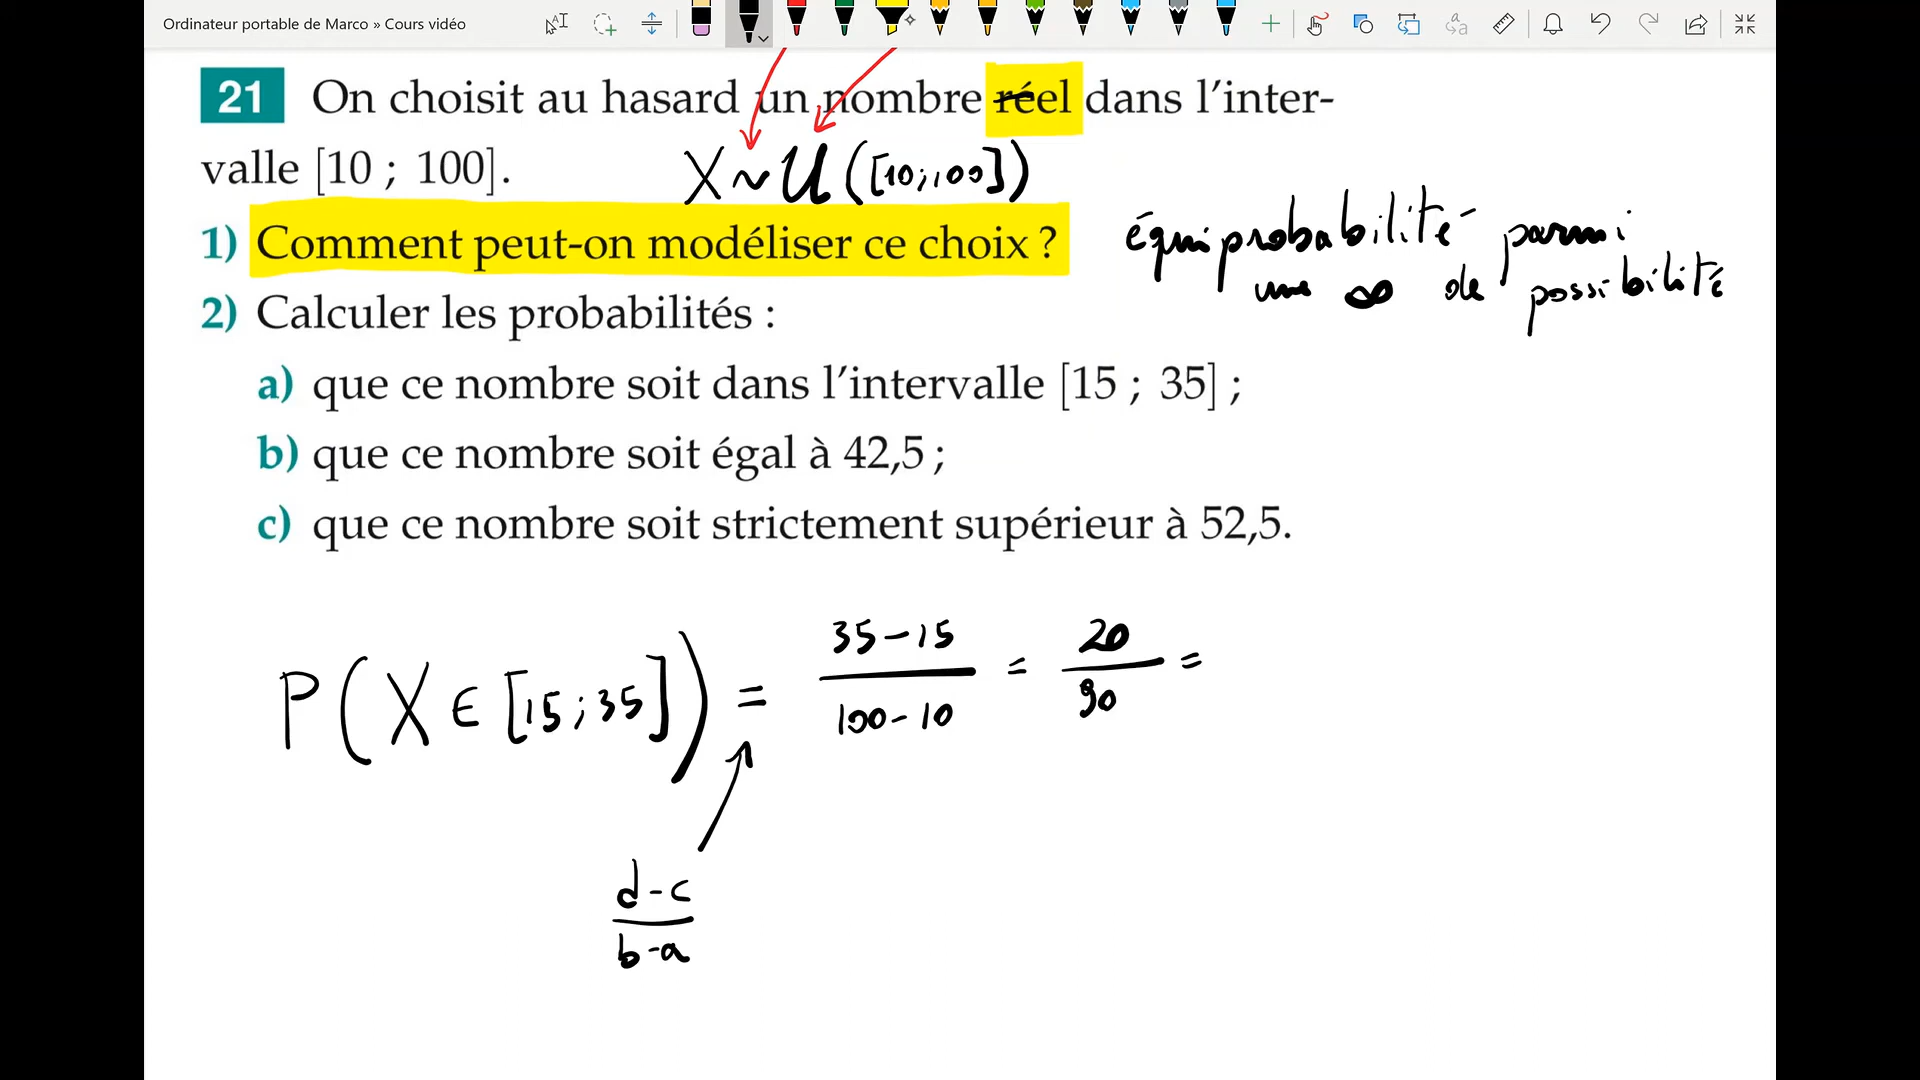 Ordinateur portable de Marco » Cours vidéo
21 On choisit au hasard un nombre réel dans l'inter-
valle [10 ; 100].
X ~ U ([10;100])
1) Comment peut-on modéliser ce choix ?
équiprobabilité parmi
une ∞ de possibilité
2) Calculer les probabilités :
a) que ce nombre soit dans l'intervalle [15 ; 35] ;
b) que ce nombre soit égal à 42,5 ;
c) que ce nombre soit strictement supérieur à 52,5.
P(X ∈ [15;35]) = 35-15 / 100-10 = 20 / 90 =
d-c
b-a